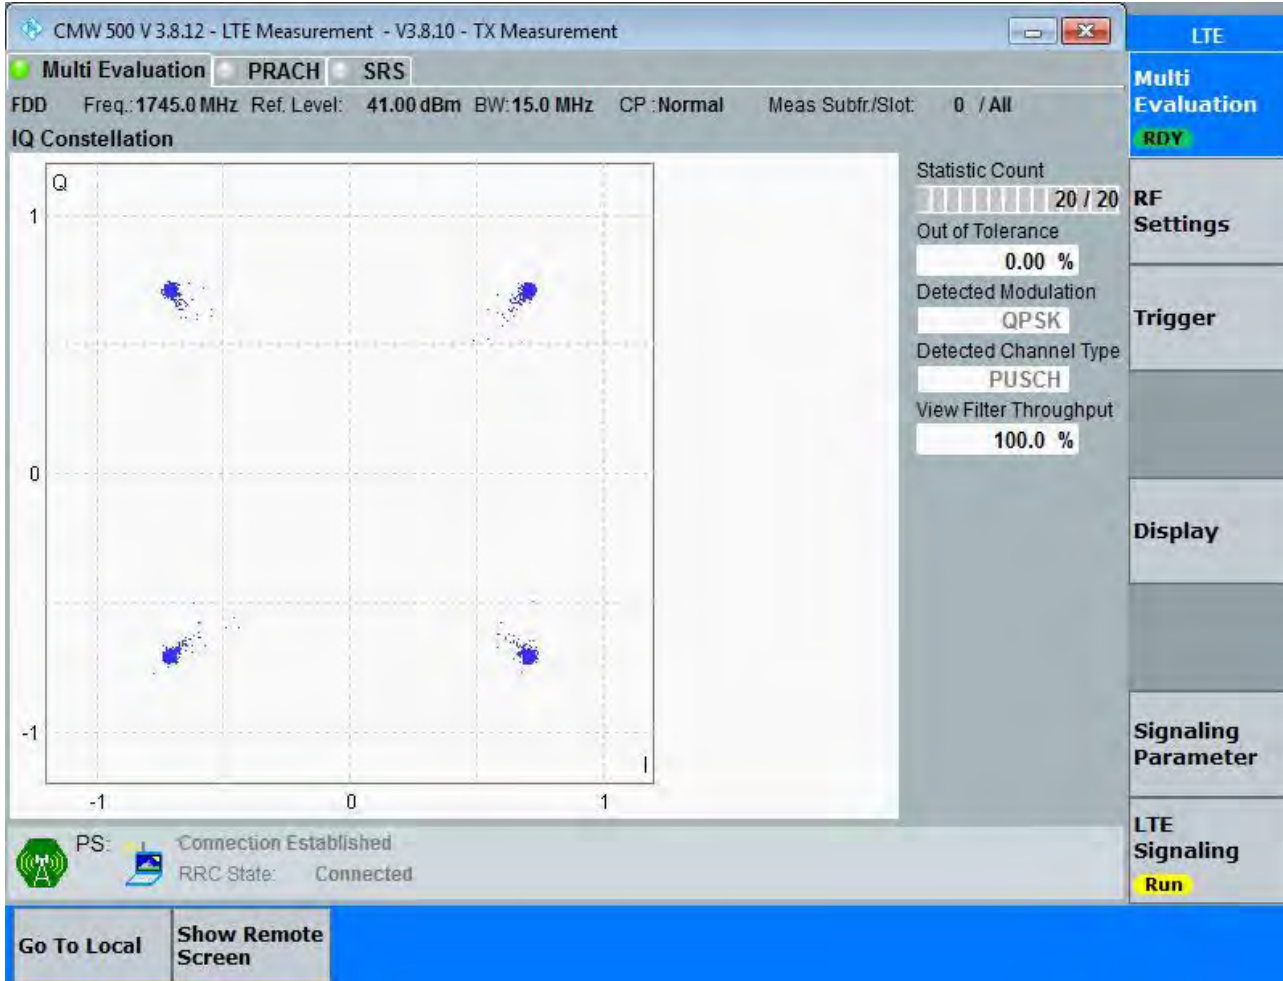 CMW 500 V 3.8.12 - LTE Measurement - V3.8.10 - TX Measurement
LTE
Multi Evaluation PRACH SRS
FDD Freq.: 1745.0 MHz Ref. Level: 41.00 dBm BW: 15.0 MHz CP : Normal Meas Subfr./Slot: 0 / All
IQ Constellation
Q
1
0
-1
-1 0 1
I
Statistic Count
20 / 20
Out of Tolerance
0.00 %
Detected Modulation
QPSK
Detected Channel Type
PUSCH
View Filter Throughput
100.0 %
Multi
Evaluation
RDY
RF
Settings
Trigger
Display
Signaling
Parameter
LTE
Signaling
Run
PS: Connection Established
RRC State: Connected
Go To Local
Show Remote
Screen